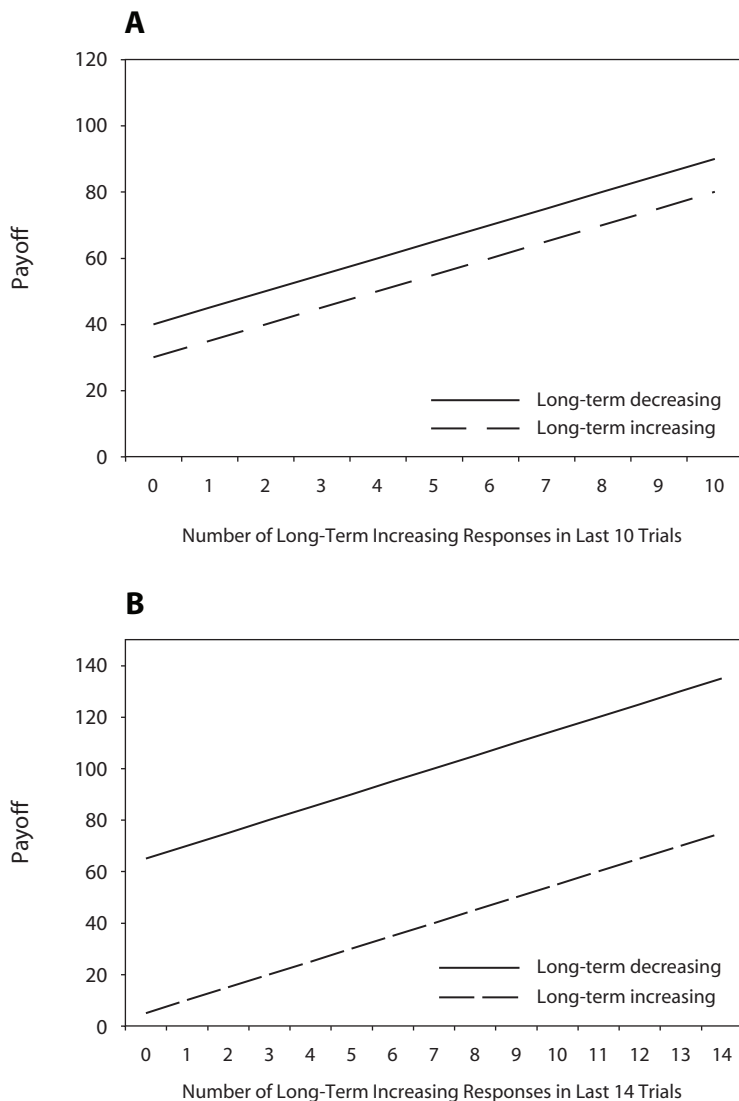 A
120
100
80
60
40
20
0
Payoff
Long-term decreasing
Long-term increasing
0 1 2 3 4 5 6 7 8 9 10
Number of Long-Term Increasing Responses in Last 10 Trials
B
140
120
100
80
60
40
20
0
Payoff
Long-term decreasing
Long-term increasing
0 1 2 3 4 5 6 7 8 9 10 11 12 13 14
Number of Long-Term Increasing Responses in Last 14 Trials